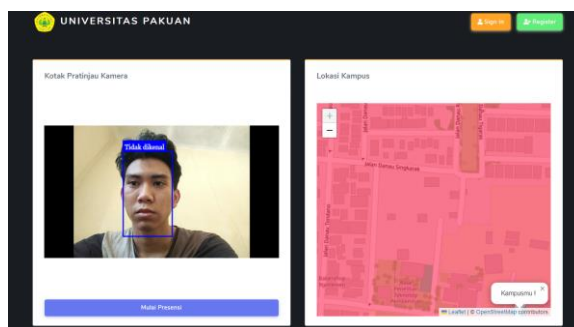 UNIVERSITAS PAKUAN
Sign In
Register
Kotak Pratinjau Kamera
Tidak dikenal
Mulai Presensi
Lokasi Kampus
+
−
Jalan Danau Singkarak
Kampusmu !
×
Leaflet | © OpenStreetMap contributors